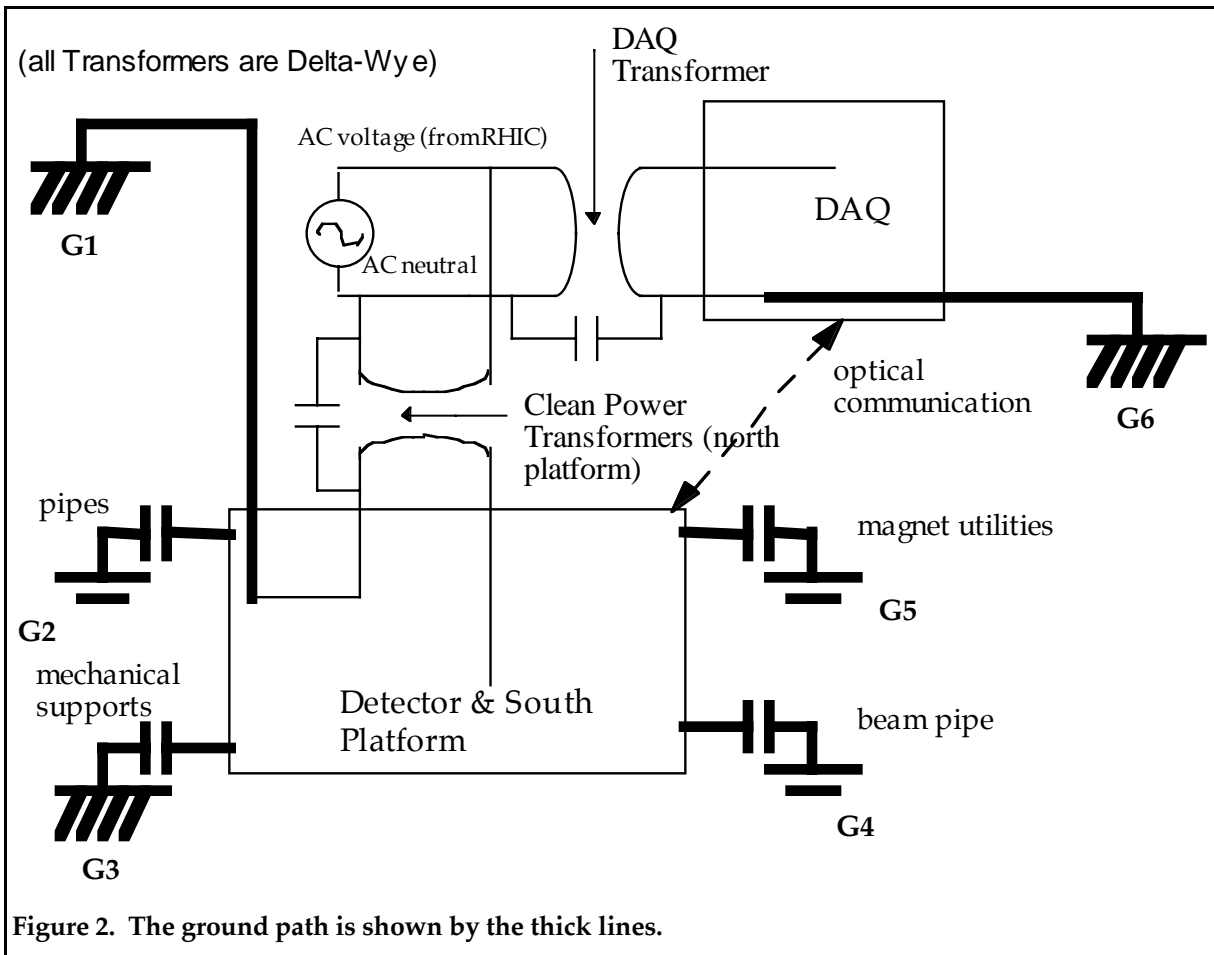 (all Transformers are Delta-Wye)
DAQ
Transformer
AC voltage (from RHIC)
G1
DAQ
AC neutral
optical
communication
G6
Clean Power
Transformers (north
platform)
pipes
magnet utilities
G2
G5
mechanical
supports
Detector & South
Platform
beam pipe
G4
G3
Figure 2. The ground path is shown by the thick lines.